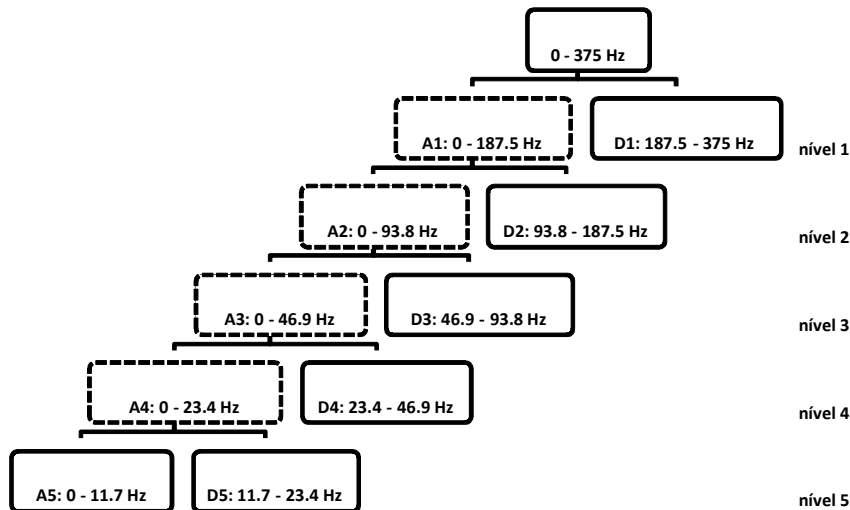 0 - 375 Hz
A1: 0 - 187.5 Hz
D1: 187.5 - 375 Hz
nível 1
A2: 0 - 93.8 Hz
D2: 93.8 - 187.5 Hz
nível 2
A3: 0 - 46.9 Hz
D3: 46.9 - 93.8 Hz
nível 3
A4: 0 - 23.4 Hz
D4: 23.4 - 46.9 Hz
nível 4
A5: 0 - 11.7 Hz
D5: 11.7 - 23.4 Hz
nível 5